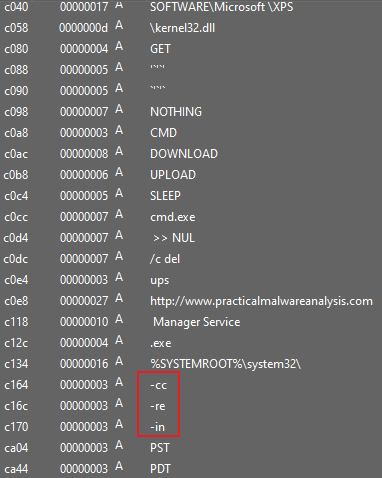 c040 00000017 A SOFTWARE\Microsoft \XPS
c058 0000000d A \kernel32.dll
c080 00000004 A GET
c088 00000005 A '`'`'
c090 00000005 A `'`'`
c098 00000007 A NOTHING
c0a8 00000003 A CMD
c0ac 00000008 A DOWNLOAD
c0b8 00000006 A UPLOAD
c0c4 00000005 A SLEEP
c0cc 00000007 A cmd.exe
c0d4 00000007 A >> NUL
c0dc 00000007 A /c del
c0e4 00000003 A ups
c0e8 00000027 A http://www.practicalmalwareanalysis.com
c118 00000010 A Manager Service
c12c 00000004 A .exe
c134 00000016 A %SYSTEMROOT%\system32\
c164 00000003 A -cc
c16c 00000003 A -re
c170 00000003 A -in
ca04 00000003 A PST
ca44 00000003 A PDT